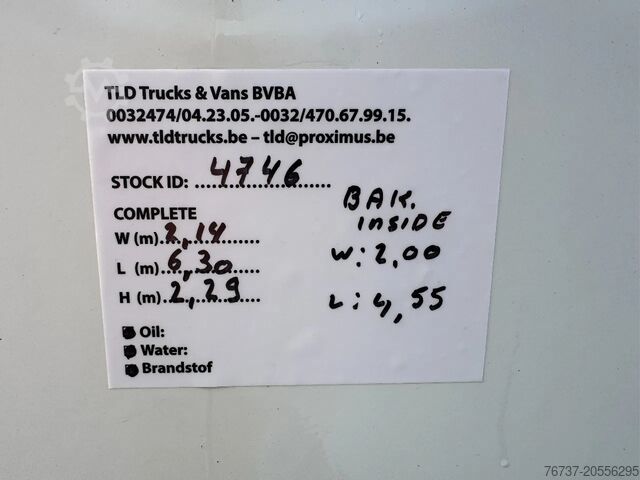 TLD Trucks & Vans BVBA
0032474/04.23.05.-0032/470.67.99.15.
www.tldtrucks.be – tld@proximus.be
STOCK ID: 4746
COMPLETE
W (m) 2,14
L (m) 6,30
H (m) 2,29
BAK.
INSIDE
W: 2,00
L: 4,55
Oil:
Water:
Brandstof
76737-20556295